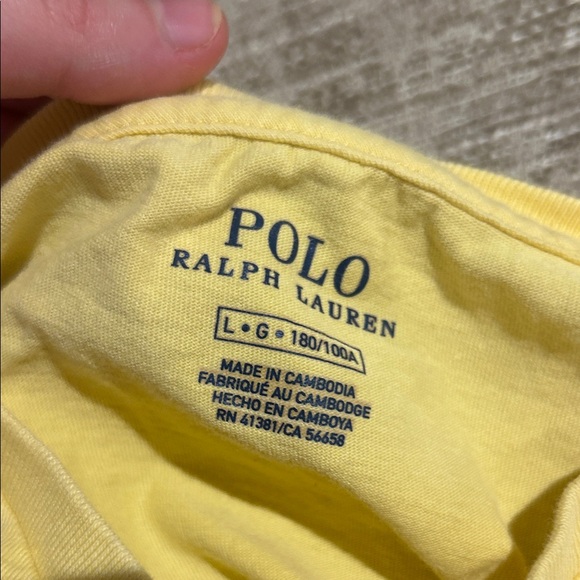 POLO
RALPH LAUREN
L • G • 180/100A
MADE IN CAMBODIA
FABRIQUÉ AU CAMBODGE
HECHO EN CAMBOYA
RN 41381/CA 56658